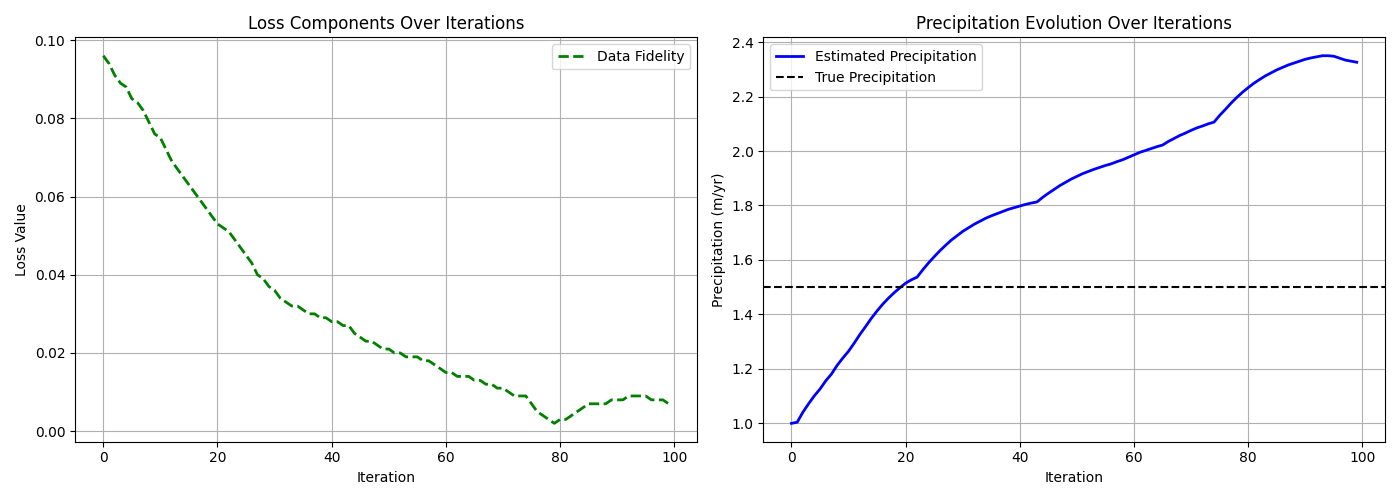 Loss Components Over Iterations
Data Fidelity
0.10
0.08
0.06
0.04
0.02
0.00
Loss Value
0 20 40 60 80 100
Iteration
Precipitation Evolution Over Iterations
Estimated Precipitation
True Precipitation
2.4
2.2
2.0
1.8
1.6
1.4
1.2
1.0
Precipitation (m/yr)
0 20 40 60 80 100
Iteration